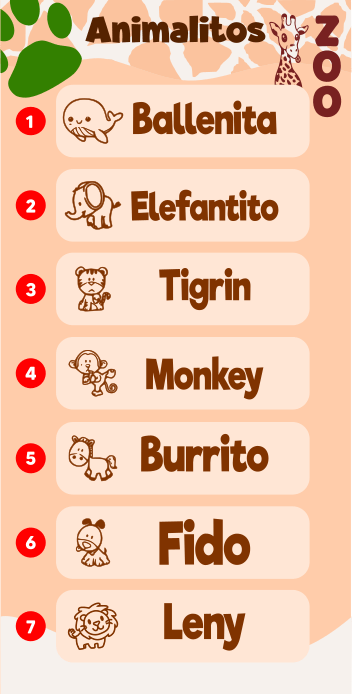 Animalitos
ZOO
1 Ballenita
2 Elefantito
3 Tigrin
4 Monkey
5 Burrito
6 Fido
7 Leny